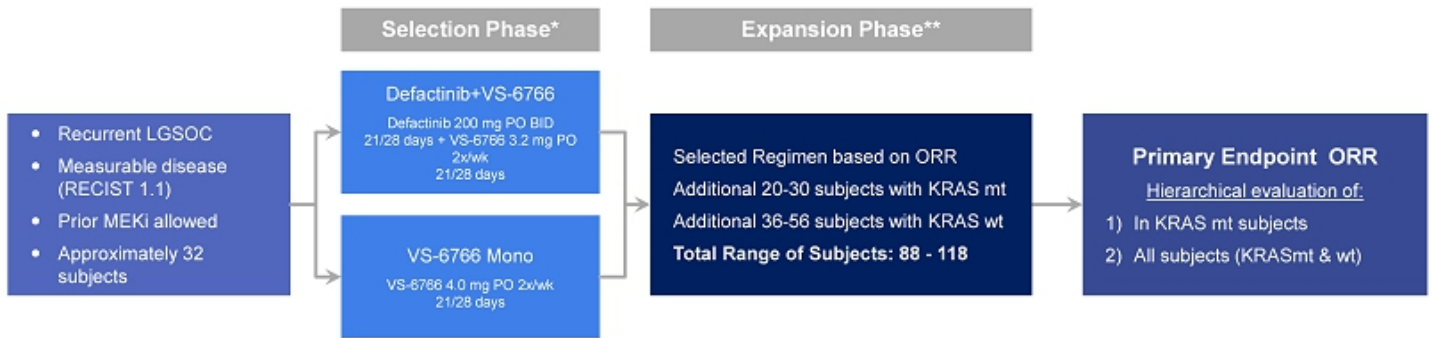 Selection Phase*
Expansion Phase**
• Recurrent LGSOC
• Measurable disease
(RECIST 1.1)
• Prior MEKi allowed
• Approximately 32
subjects
Defactinib+VS-6766
Defactinib 200 mg PO BID
21/28 days + VS-6766 3.2 mg PO
2x/wk
21/28 days
VS-6766 Mono
VS-6766 4.0 mg PO 2x/wk
21/28 days
Selected Regimen based on ORR
Additional 20-30 subjects with KRAS mt
Additional 36-56 subjects with KRAS wt
Total Range of Subjects: 88 - 118
Primary Endpoint ORR
Hierarchical evaluation of:
1) In KRAS mt subjects
2) All subjects (KRASmt & wt)